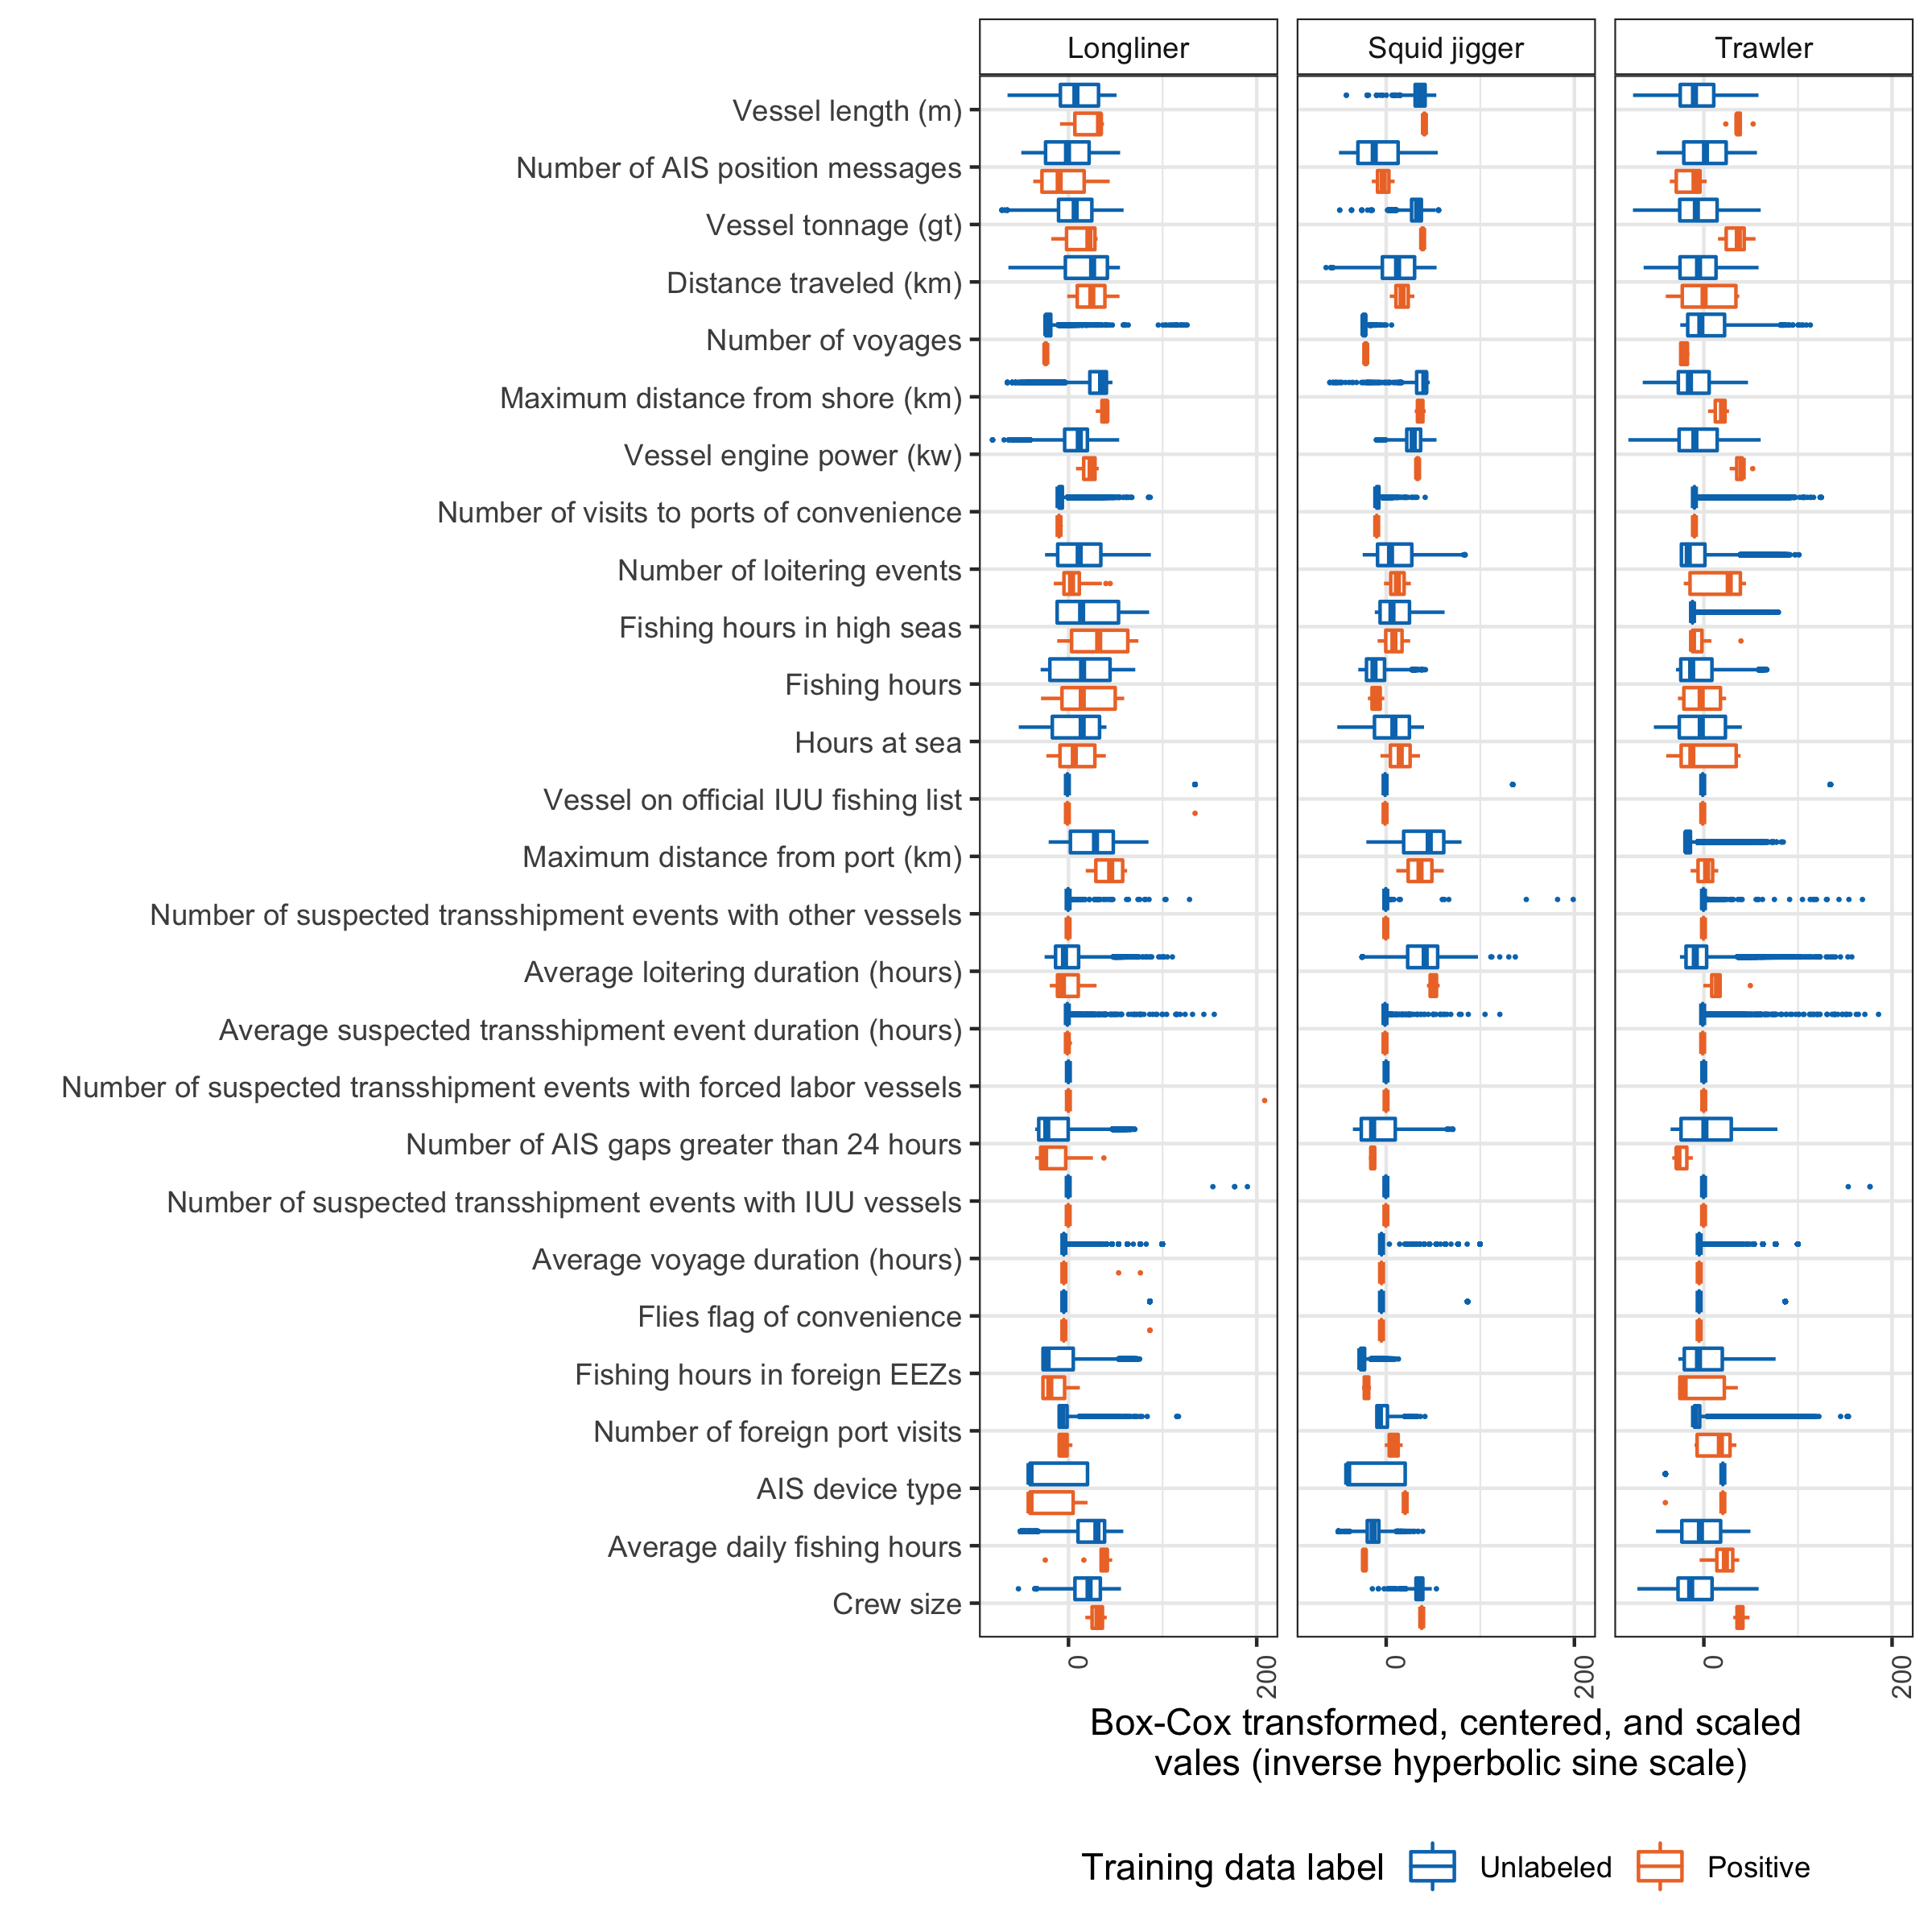 Longliner
Squid jigger
Trawler
Vessel length (m)
Number of AIS position messages
Vessel tonnage (gt)
Distance traveled (km)
Number of voyages
Maximum distance from shore (km)
Vessel engine power (kw)
Number of visits to ports of convenience
Number of loitering events
Fishing hours in high seas
Fishing hours
Hours at sea
Vessel on official IUU fishing list
Maximum distance from port (km)
Number of suspected transshipment events with other vessels
Average loitering duration (hours)
Average suspected transshipment event duration (hours)
Number of suspected transshipment events with forced labor vessels
Number of AIS gaps greater than 24 hours
Number of suspected transshipment events with IUU vessels
Average voyage duration (hours)
Flies flag of convenience
Fishing hours in foreign EEZs
Number of foreign port visits
AIS device type
Average daily fishing hours
Crew size
0
200
0
200
0
200
Box-Cox transformed, centered, and scaled
vales (inverse hyperbolic sine scale)
Training data label
Unlabeled
Positive